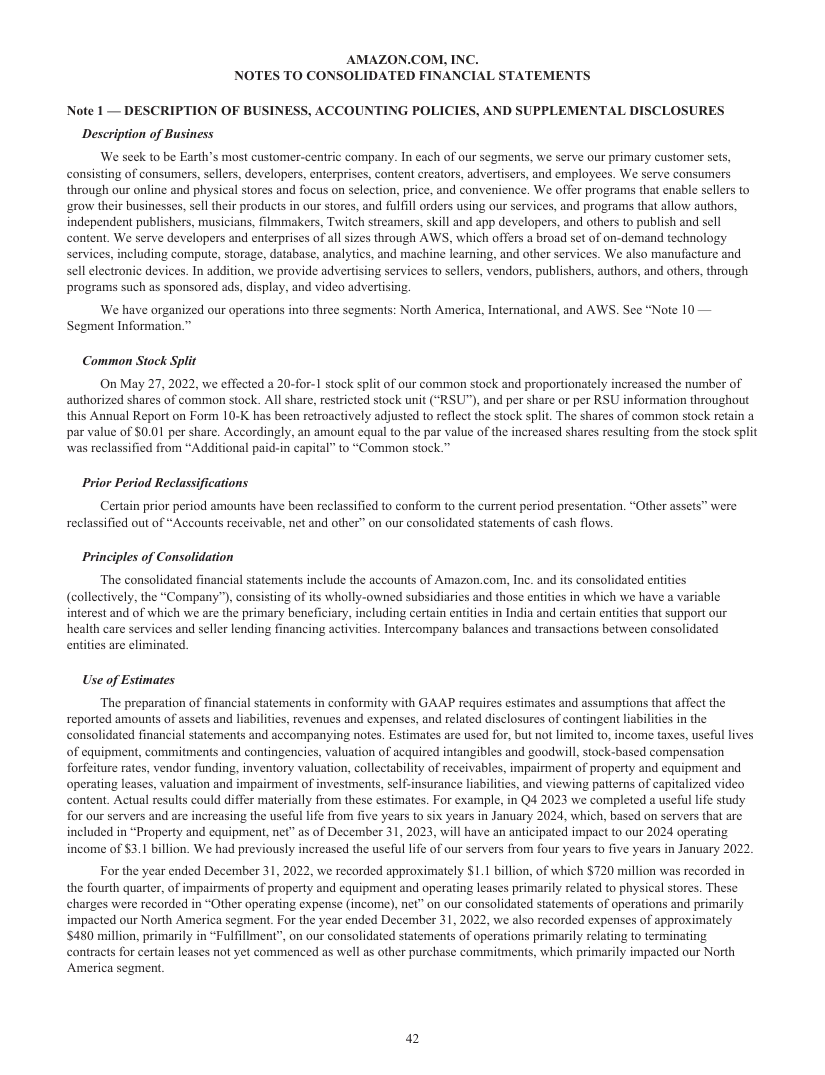 AMAZON.COM, INC.
NOTES TO CONSOLIDATED FINANCIAL STATEMENTS
Note 1 — DESCRIPTION OF BUSINESS, ACCOUNTING POLICIES, AND SUPPLEMENTAL DISCLOSURES
Description of Business
We seek to be Earth’s most customer-centric company. In each of our segments, we serve our primary customer sets,
consisting of consumers, sellers, developers, enterprises, content creators, advertisers, and employees. We serve consumers
through our online and physical stores and focus on selection, price, and convenience. We offer programs that enable sellers to
grow their businesses, sell their products in our stores, and fulfill orders using our services, and programs that allow authors,
independent publishers, musicians, filmmakers, Twitch streamers, skill and app developers, and others to publish and sell
content. We serve developers and enterprises of all sizes through AWS, which offers a broad set of on-demand technology
services, including compute, storage, database, analytics, and machine learning, and other services. We also manufacture and
sell electronic devices. In addition, we provide advertising services to sellers, vendors, publishers, authors, and others, through
programs such as sponsored ads, display, and video advertising.
We have organized our operations into three segments: North America, International, and AWS. See “Note 10 —
Segment Information.”
Common Stock Split
On May 27, 2022, we effected a 20-for-1 stock split of our common stock and proportionately increased the number of
authorized shares of common stock. All share, restricted stock unit (“RSU”), and per share or per RSU information throughout
this Annual Report on Form 10-K has been retroactively adjusted to reflect the stock split. The shares of common stock retain a
par value of $0.01 per share. Accordingly, an amount equal to the par value of the increased shares resulting from the stock split
was reclassified from “Additional paid-in capital” to “Common stock.”
Prior Period Reclassifications
Certain prior period amounts have been reclassified to conform to the current period presentation. “Other assets” were
reclassified out of “Accounts receivable, net and other” on our consolidated statements of cash flows.
Principles of Consolidation
The consolidated financial statements include the accounts of Amazon.com, Inc. and its consolidated entities
(collectively, the “Company”), consisting of its wholly-owned subsidiaries and those entities in which we have a variable
interest and of which we are the primary beneficiary, including certain entities in India and certain entities that support our
health care services and seller lending financing activities. Intercompany balances and transactions between consolidated
entities are eliminated.
Use of Estimates
The preparation of financial statements in conformity with GAAP requires estimates and assumptions that affect the
reported amounts of assets and liabilities, revenues and expenses, and related disclosures of contingent liabilities in the
consolidated financial statements and accompanying notes. Estimates are used for, but not limited to, income taxes, useful lives
of equipment, commitments and contingencies, valuation of acquired intangibles and goodwill, stock-based compensation
forfeiture rates, vendor funding, inventory valuation, collectability of receivables, impairment of property and equipment and
operating leases, valuation and impairment of investments, self-insurance liabilities, and viewing patterns of capitalized video
content. Actual results could differ materially from these estimates. For example, in Q4 2023 we completed a useful life study
for our servers and are increasing the useful life from five years to six years in January 2024, which, based on servers that are
included in “Property and equipment, net” as of December 31, 2023, will have an anticipated impact to our 2024 operating
income of $3.1 billion. We had previously increased the useful life of our servers from four years to five years in January 2022.
For the year ended December 31, 2022, we recorded approximately $1.1 billion, of which $720 million was recorded in
the fourth quarter, of impairments of property and equipment and operating leases primarily related to physical stores. These
charges were recorded in “Other operating expense (income), net” on our consolidated statements of operations and primarily
impacted our North America segment. For the year ended December 31, 2022, we also recorded expenses of approximately
$480 million, primarily in “Fulfillment”, on our consolidated statements of operations primarily relating to terminating
contracts for certain leases not yet commenced as well as other purchase commitments, which primarily impacted our North
America segment.
42